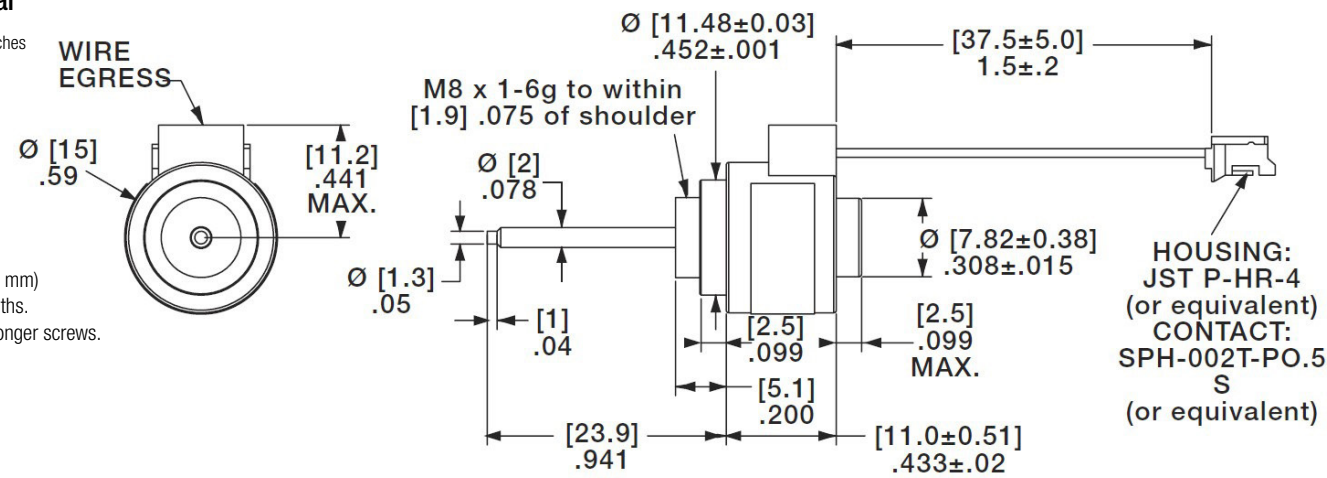 WIRE
EGRESS
Ø [15]
.59
[11.2]
.441
MAX.
mm)
ths.
onger screws.
Ø [11.48±0.03]
.452±.001
M8 x 1-6g to within
[1.9] .075 of shoulder
Ø [2]
.078
Ø [1.3]
.05
[1]
.04
[37.5±5.0]
1.5±.2
Ø [7.82±0.38]
.308±.015
[2.5]
.099
[2.5]
.099
MAX.
[5.1]
.200
[23.9]
.941
[11.0±0.51]
.433±.02
HOUSING:
JST P-HR-4
(or equivalent)
CONTACT:
SPH-002T-PO.5
S
(or equivalent)